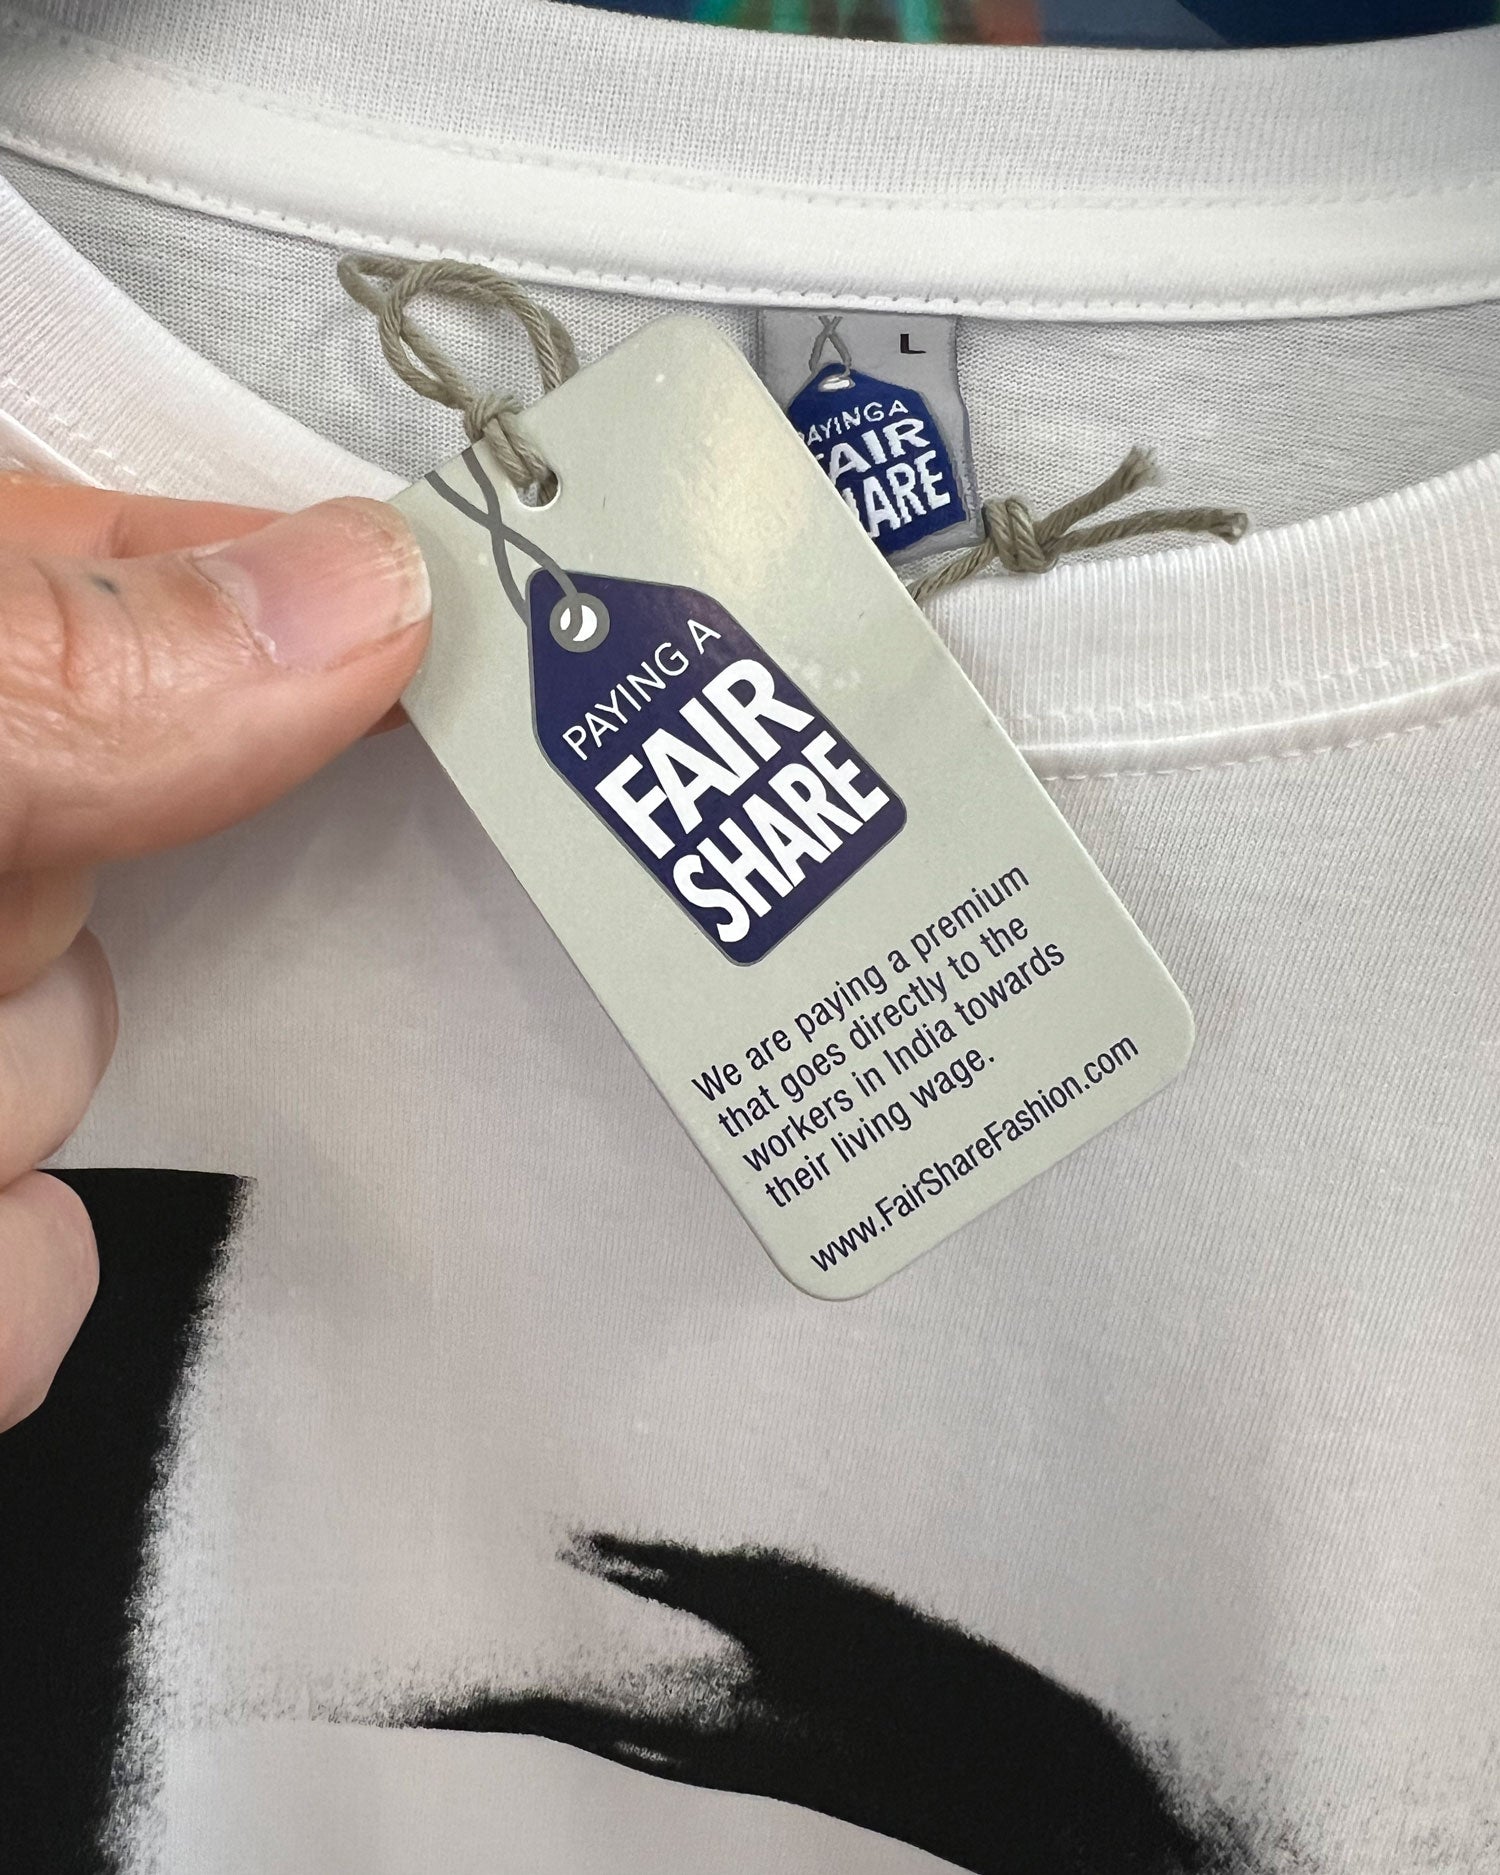 L
PAYING A
FAIR
SHARE
PAYING A
FAIR
SHARE
We are paying a premium
that goes directly to the
workers in India towards
their living wage.
www.FairShareFashion.com